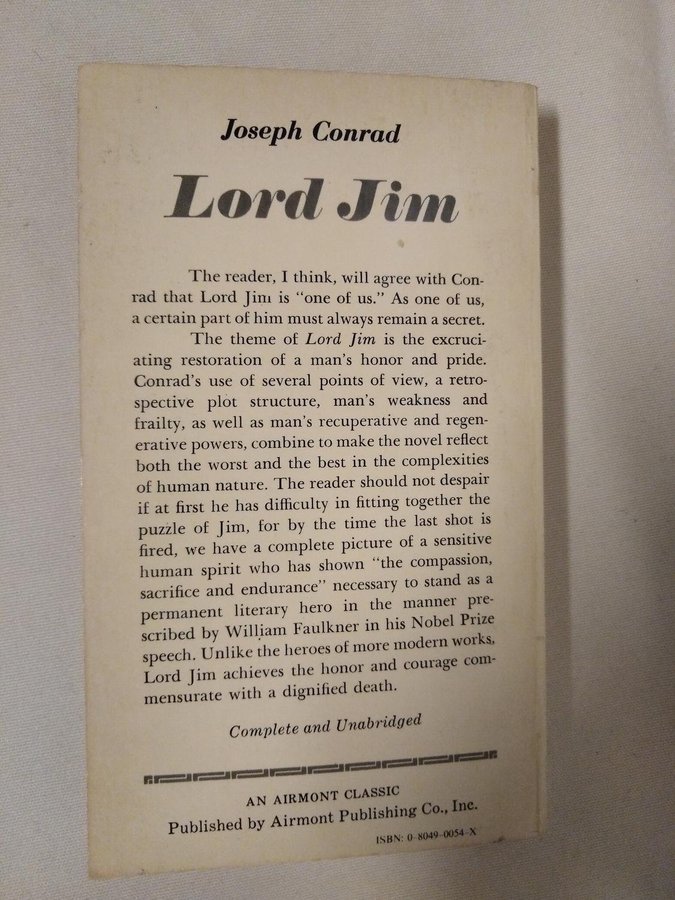 Joseph Conrad
Lord Jim
The reader, I think, will agree with Con-
rad that Lord Jim is “one of us.” As one of us,
a certain part of him must always remain a secret.
The theme of Lord Jim is the excruci-
ating restoration of a man’s honor and pride.
Conrad’s use of several points of view, a retro-
spective plot structure, man’s weakness and
frailty, as well as man’s recuperative and regen-
erative powers, combine to make the novel reflect
both the worst and the best in the complexities
of human nature. The reader should not despair
if at first he has difficulty in fitting together the
puzzle of Jim, for by the time the last shot is
fired, we have a complete picture of a sensitive
human spirit who has shown “the compassion,
sacrifice and endurance” necessary to stand as a
permanent literary hero in the manner pre-
scribed by William Faulkner in his Nobel Prize
speech. Unlike the heroes of more modern works,
Lord Jim achieves the honor and courage com-
mensurate with a dignified death.
Complete and Unabridged
AN AIRMONT CLASSIC
Published by Airmont Publishing Co., Inc.
ISBN: 0-8049-0054-X